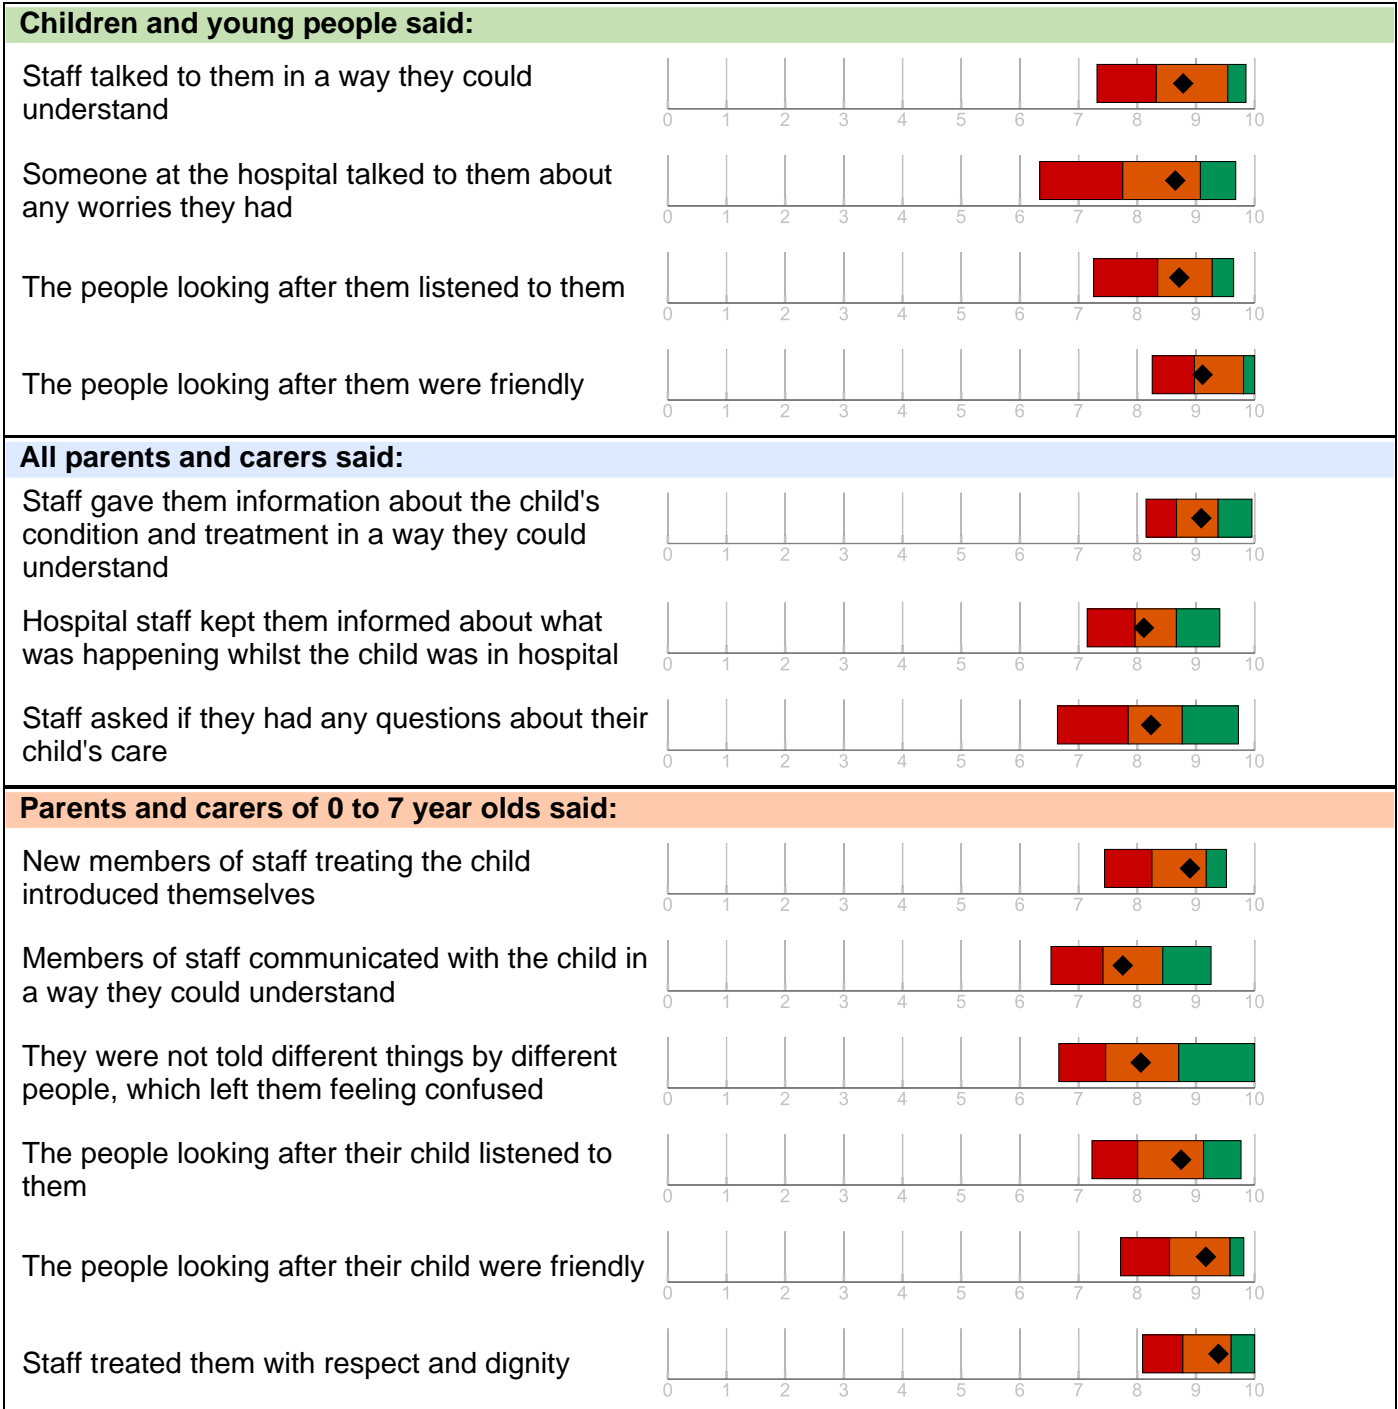 Children and young people said:
Staff talked to them in a way they could
understand
0 1 2 3 4 5 6 7 8 9 10
Someone at the hospital talked to them about
any worries they had
0 1 2 3 4 5 6 7 8 9 10
The people looking after them listened to them
0 1 2 3 4 5 6 7 8 9 10
The people looking after them were friendly
0 1 2 3 4 5 6 7 8 9 10
All parents and carers said:
Staff gave them information about the child's
condition and treatment in a way they could
understand
0 1 2 3 4 5 6 7 8 9 10
Hospital staff kept them informed about what
was happening whilst the child was in hospital
0 1 2 3 4 5 6 7 8 9 10
Staff asked if they had any questions about their
child's care
0 1 2 3 4 5 6 7 8 9 10
Parents and carers of 0 to 7 year olds said:
New members of staff treating the child
introduced themselves
0 1 2 3 4 5 6 7 8 9 10
Members of staff communicated with the child in
a way they could understand
0 1 2 3 4 5 6 7 8 9 10
They were not told different things by different
people, which left them feeling confused
0 1 2 3 4 5 6 7 8 9 10
The people looking after their child listened to
them
0 1 2 3 4 5 6 7 8 9 10
The people looking after their child were friendly
0 1 2 3 4 5 6 7 8 9 10
Staff treated them with respect and dignity
0 1 2 3 4 5 6 7 8 9 10